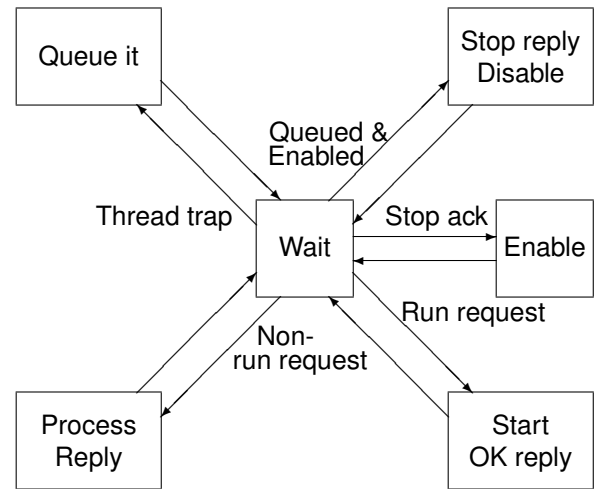 Queue it
Stop reply
Disable
Queued &
Enabled
Thread trap
Wait
Stop ack
Enable
Run request
Non-
run request
Process
Reply
Start
OK reply